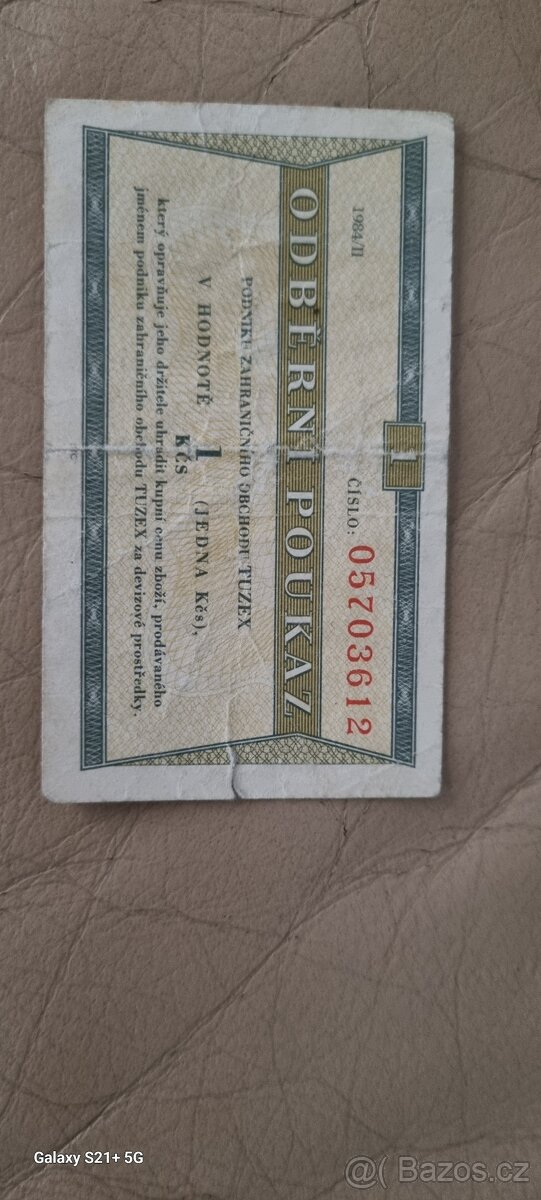 1
1984/II
ČÍSLO: 05703612
ODBĚRNÍ POUKAZ
PODNIKU ZAHRANIČNÍHO OBCHODU TUZEX
V HODNOTĚ 1 KČS (JEDNA Kčs),
který opravňuje jeho držitele uhradit kupní cenu zboží, prodávaného
jménem podniku zahraničního obchodu TUZEX za devizové prostředky.
Galaxy S21+ 5G
@( Bazos.cz